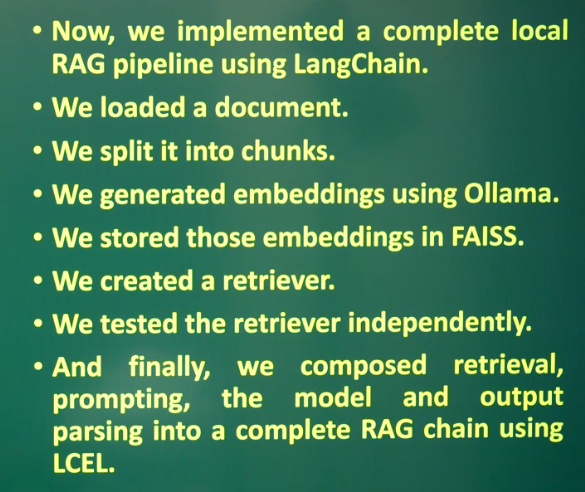 • Now, we implemented a complete local
RAG pipeline using LangChain.
• We loaded a document.
• We split it into chunks.
• We generated embeddings using Ollama.
• We stored those embeddings in FAISS.
• We created a retriever.
• We tested the retriever independently.
• And finally, we composed retrieval,
prompting, the model and output
parsing into a complete RAG chain using
LCEL.